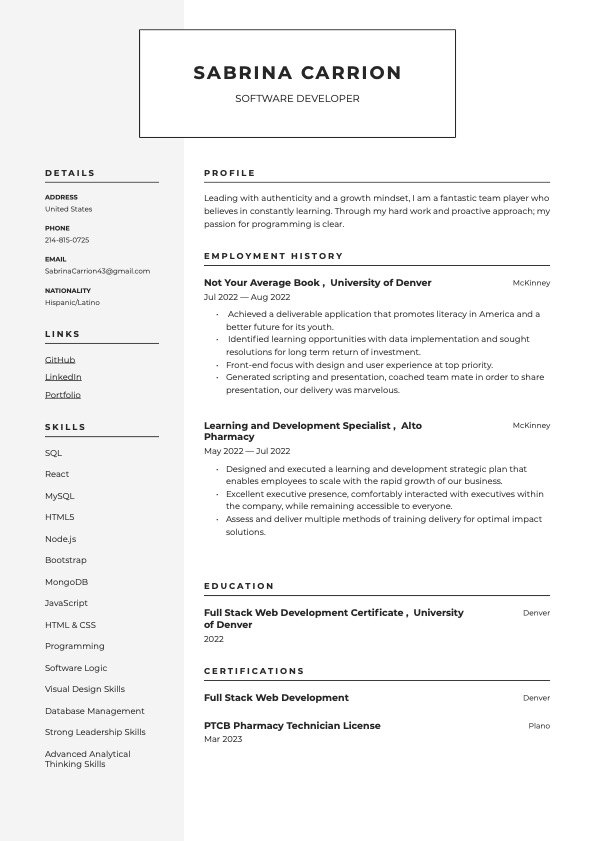 SABRINA CARRION
SOFTWARE DEVELOPER
DETAILS
ADDRESS
United States
PHONE
214-815-0725
EMAIL
SabrinaCarrion43@gmail.com
NATIONALITY
Hispanic/Latino
LINKS
GitHub
LinkedIn
Portfolio
SKILLS
SQL
React
MySQL
HTML5
Node.js
Bootstrap
MongoDB
JavaScript
HTML & CSS
Programming
Software Logic
Visual Design Skills
Database Management
Strong Leadership Skills
Advanced Analytical
Thinking Skills
PROFILE
Leading with authenticity and a growth mindset, I am a fantastic team player who
believes in constantly learning. Through my hard work and proactive approach; my
passion for programming is clear.
EMPLOYMENT HISTORY
Not Your Average Book , University of Denver McKinney
Jul 2022 — Aug 2022
• Achieved a deliverable application that promotes literacy in America and a
better future for its youth.
• Identified learning opportunities with data implementation and sought
resolutions for long term return of investment.
• Front-end focus with design and user experience at top priority.
• Generated scripting and presentation, coached team mate in order to share
presentation, our delivery was marvelous.
Learning and Development Specialist , Alto McKinney
Pharmacy
May 2022 — Jul 2022
• Designed and executed a learning and development strategic plan that
enables employees to scale with the rapid growth of our business.
• Excellent executive presence, comfortably interacted with executives within
the company, while remaining accessible to everyone.
• Assess and deliver multiple methods of training delivery for optimal impact
solutions.
EDUCATION
Full Stack Web Development Certificate , University Denver
of Denver
2022
CERTIFICATIONS
Full Stack Web Development Denver
PTCB Pharmacy Technician License Plano
Mar 2023